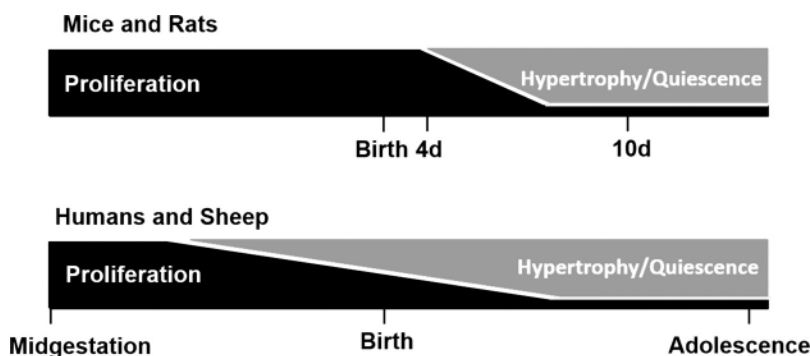 Mice and Rats
Proliferation Hypertrophy/Quiescence
Birth 4d 10d
Humans and Sheep
Proliferation Hypertrophy/Quiescence
Midgestation Birth Adolescence